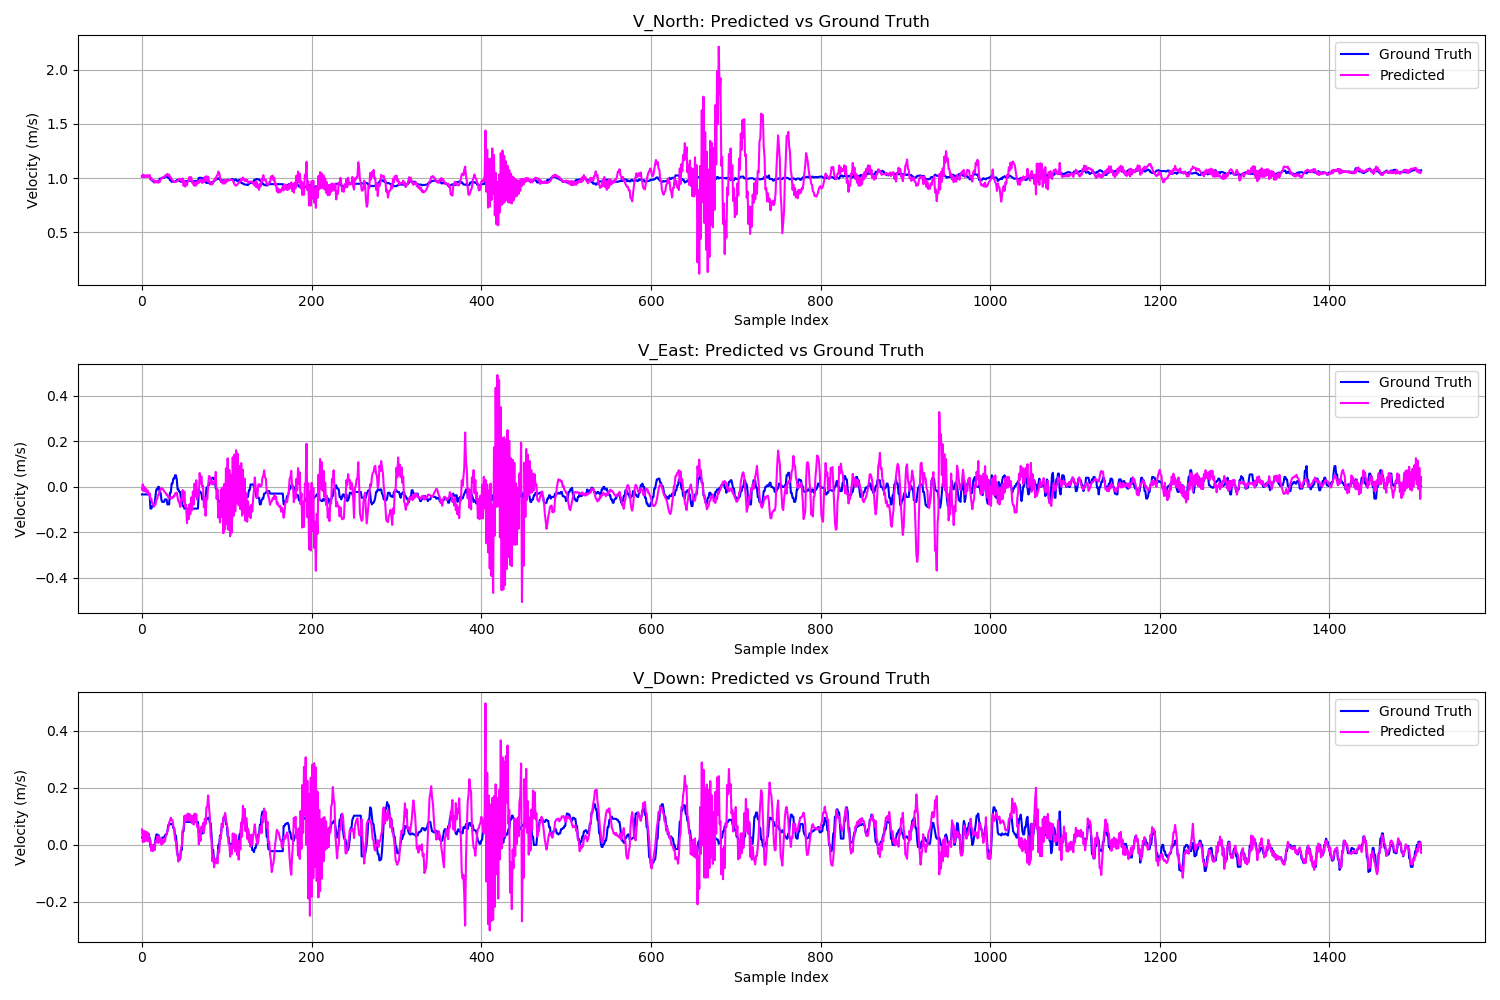 V_North: Predicted vs Ground Truth
Velocity (m/s)
2.0
1.5
1.0
0.5
Ground Truth
Predicted
0 200 400 600 800 1000 1200 1400
Sample Index
V_East: Predicted vs Ground Truth
Velocity (m/s)
0.4
0.2
0.0
−0.2
−0.4
Ground Truth
Predicted
0 200 400 600 800 1000 1200 1400
Sample Index
V_Down: Predicted vs Ground Truth
Velocity (m/s)
0.4
0.2
0.0
−0.2
Ground Truth
Predicted
0 200 400 600 800 1000 1200 1400
Sample Index